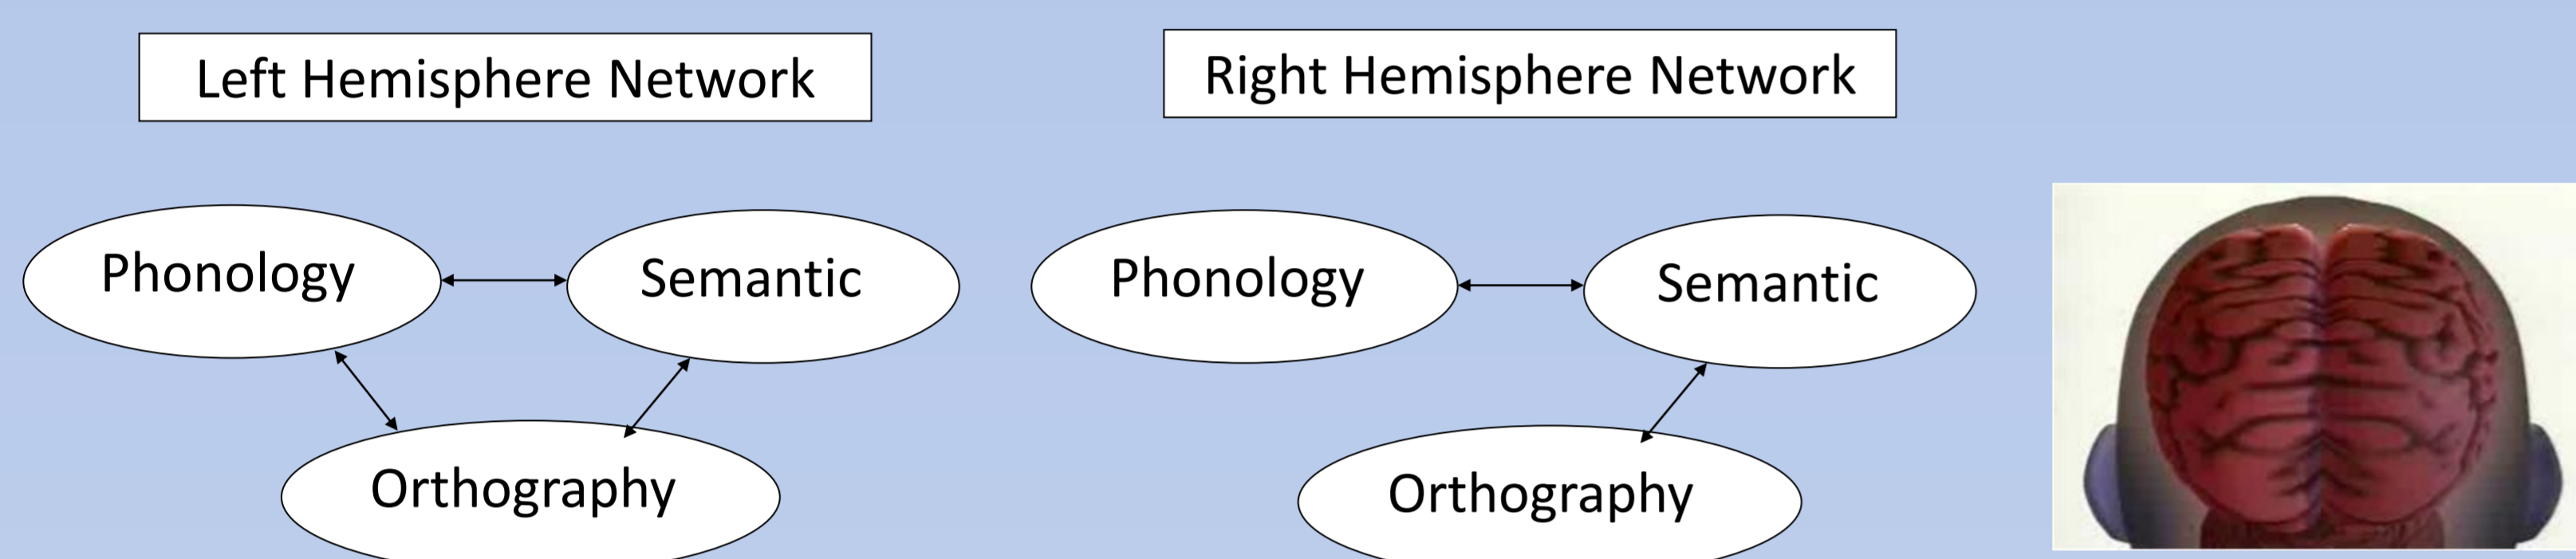 Left Hemisphere Network
Right Hemisphere Network
Phonology
Semantic
Orthography
Phonology
Semantic
Orthography